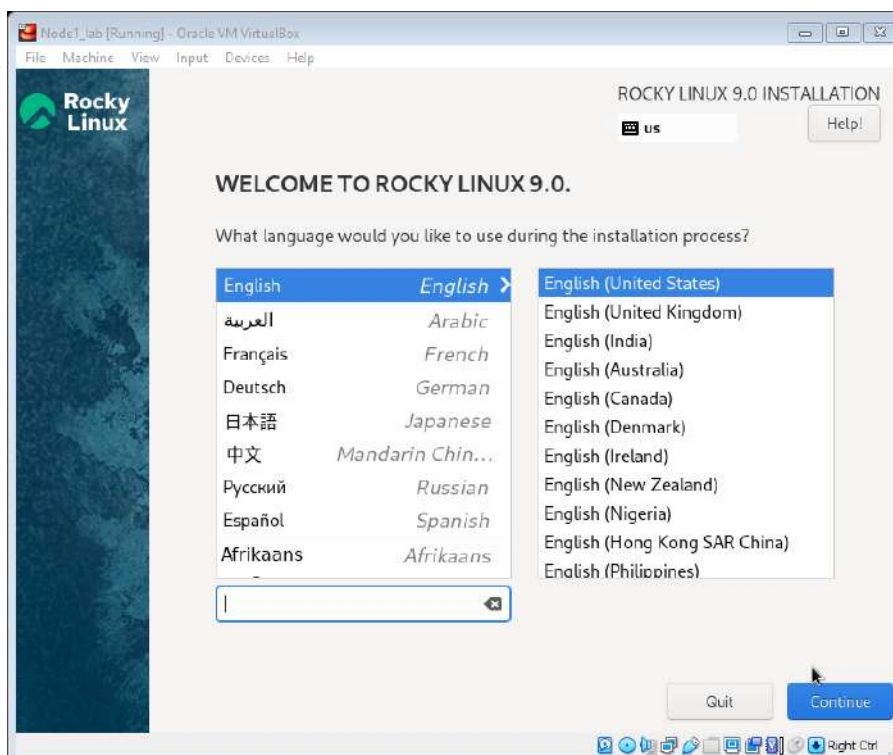 Node1_lab [Running] - Oracle VM VirtualBox
File Machine View Input Devices Help
Rocky
Linux
ROCKY LINUX 9.0 INSTALLATION
us
Help!
WELCOME TO ROCKY LINUX 9.0.
What language would you like to use during the installation process?
English English
العربية Arabic
Français French
Deutsch German
日本語 Japanese
中文 Mandarin Chin...
Русский Russian
Español Spanish
Afrikaans Afrikaans
English (United States)
English (United Kingdom)
English (India)
English (Australia)
English (Canada)
English (Denmark)
English (Ireland)
English (New Zealand)
English (Nigeria)
English (Hong Kong SAR China)
English (Philippines)
Quit
Continue
Right Ctrl